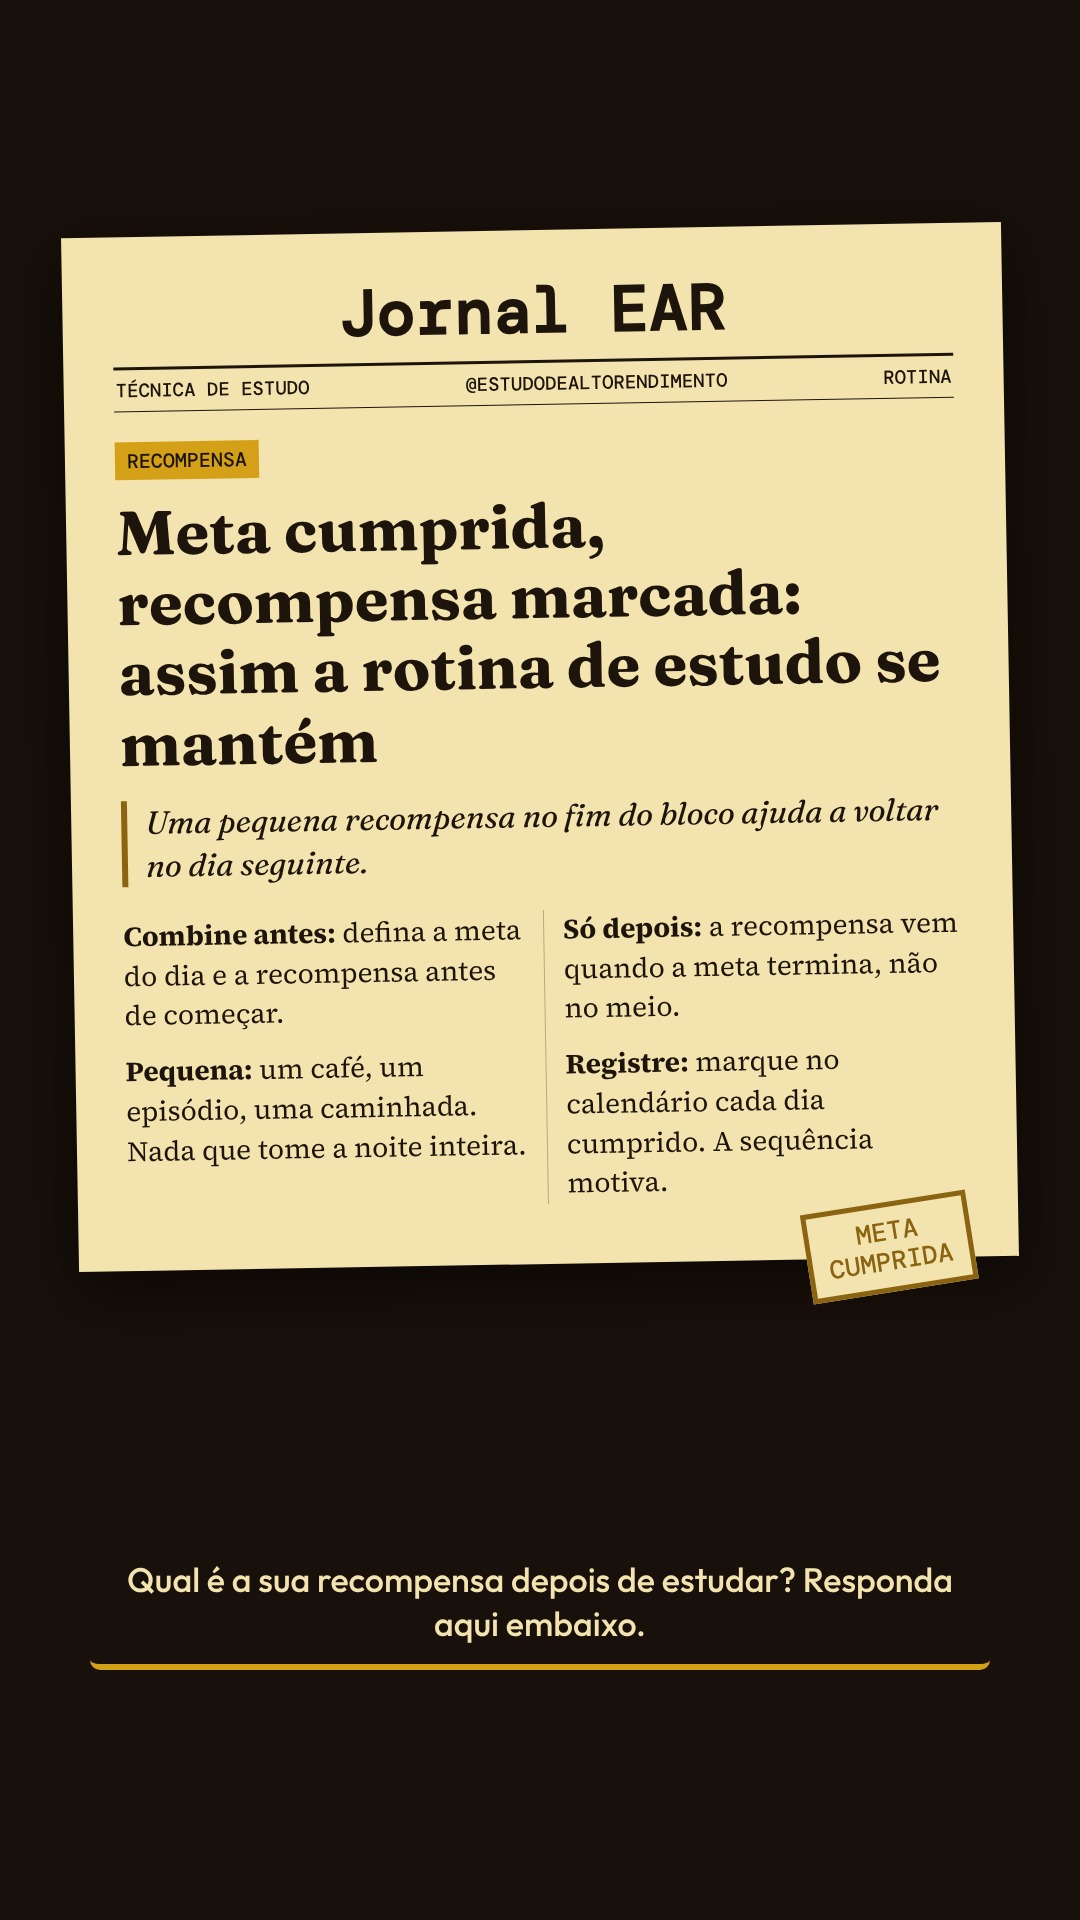 Jornal EAR
TÉCNICA DE ESTUDO
@ESTUDODEALTORENDIMENTO
ROTINA
RECOMPENSA
Meta cumprida,
recompensa marcada:
assim a rotina de estudo se
mantém
Uma pequena recompensa no fim do bloco ajuda a voltar
no dia seguinte.
Combine antes: defina a meta
do dia e a recompensa antes
de começar.
Pequena: um café, um
episódio, uma caminhada.
Nada que tome a noite inteira.
Só depois: a recompensa vem
quando a meta termina, não
no meio.
Registre: marque no
calendário cada dia
cumprido. A sequência
motiva.
META
CUMPRIDA
Qual é a sua recompensa depois de estudar? Responda
aqui embaixo.